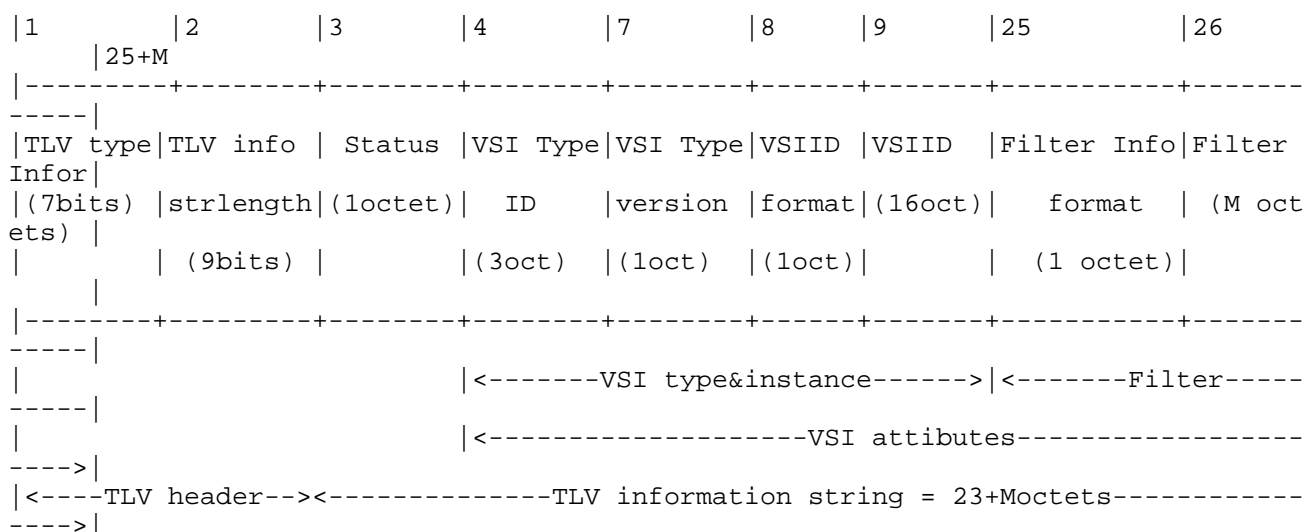 |1         |2       |3       |4       |7       |8     |9      |25         |26
     |25+M
|---------+--------+--------+--------+--------+------+-------+-----------+-------
-----|
|TLV type|TLV info | Status |VSI Type|VSI Type|VSIID |VSIID  |Filter Info|Filter
Infor|
|(7bits) |strlength|(1octet)|  ID    |version |format|(16oct)|   format  | (M oct
ets) |
|        | (9bits) |        |(3oct)  |(1oct)  |(1oct)|       |  (1 octet)|
     |
|--------+---------+--------+--------+--------+------+-------+-----------+-------
-----|
|                           |<-------VSI type&instance------>|<-------Filter-----
-----|
|                           |<--------------------VSI attibutes------------------
---->|
|<----TLV header--><--------------TLV information string = 23+Moctets------------
---->|